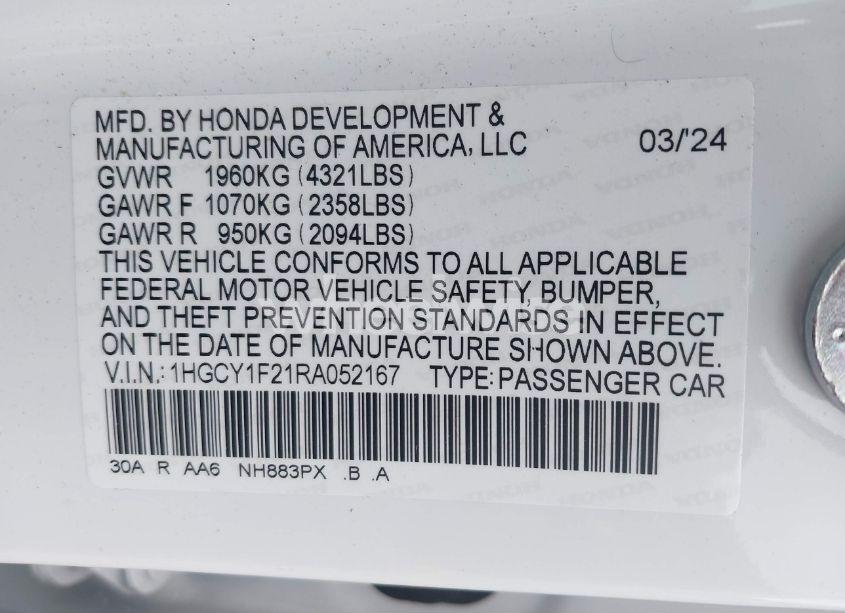 MFD. BY HONDA DEVELOPMENT &
MANUFACTURING OF AMERICA, LLC 03/'24
GVWR 1960KG (4321LBS)
GAWR F 1070KG (2358LBS)
GAWR R 950KG (2094LBS)
THIS VEHICLE CONFORMS TO ALL APPLICABLE
FEDERAL MOTOR VEHICLE SAFETY, BUMPER,
AND THEFT PREVENTION STANDARDS IN EFFECT
ON THE DATE OF MANUFACTURE SHOWN ABOVE.
V.I.N.: 1HGCY1F21RA052167 TYPE: PASSENGER CAR
30A R AA6 NH883PX .B .A